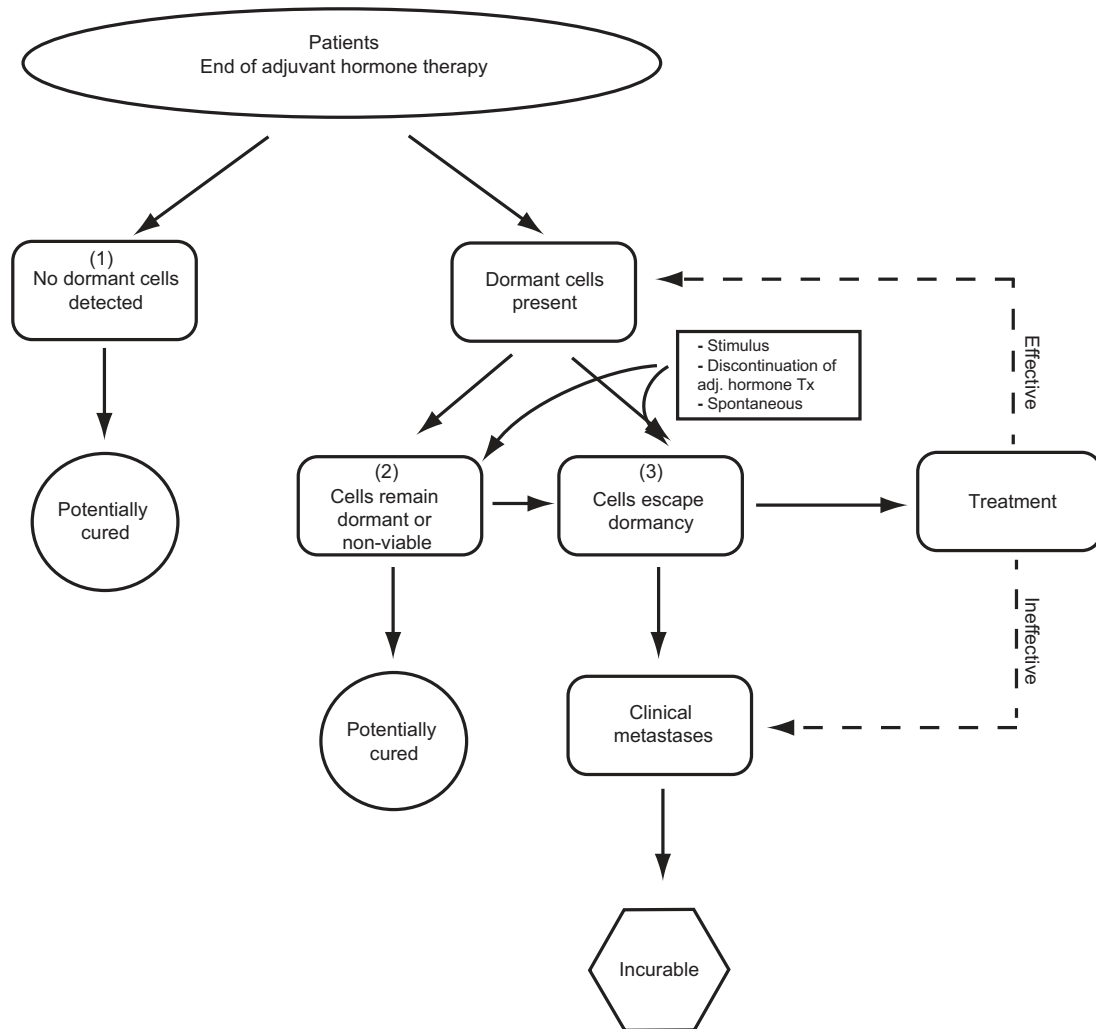 Patients
End of adjuvant hormone therapy
(1)
No dormant cells
detected
Dormant cells
present
- Stimulus
- Discontinuation of
adj. hormone Tx
- Spontaneous
Effective
Potentially
cured
(2)
Cells remain
dormant or
non-viable
(3)
Cells escape
dormancy
Treatment
Ineffective
Potentially
cured
Clinical
metastases
Incurable